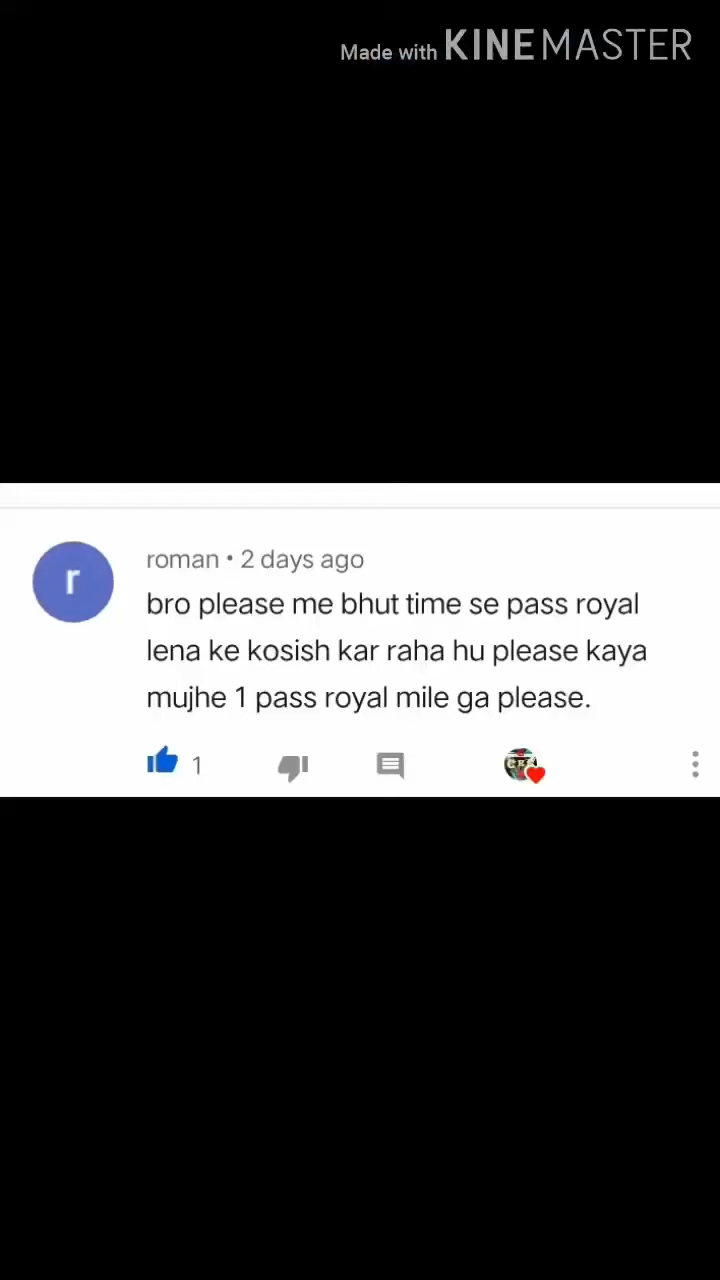 Made with KINEMASTER
r
roman • 2 days ago
bro please me bhut time se pass royal
lena ke kosish kar raha hu please kaya
mujhe 1 pass royal mile ga please.
1